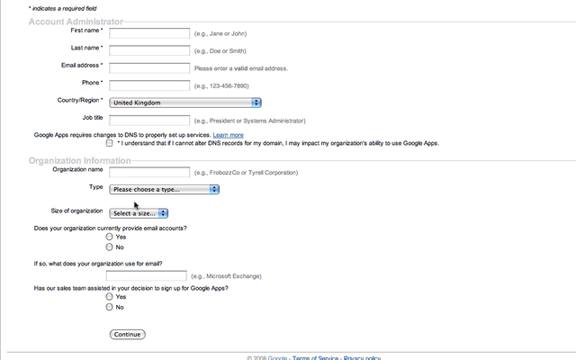 * indicates a required field
Account Administrator
First name * (e.g., Jane or John)
Last name * (e.g., Doe or Smith)
Email address * Please enter a valid email address.
Phone * (e.g., 123-456-7890)
Country/Region * United Kingdom
Job title (e.g., President or Systems Administrator)
Google Apps requires changes to DNS to properly set up services. Learn more
* I understand that if I cannot alter DNS records for my domain, I may impact my organization's ability to use Google Apps.
Organization Information
Organization name (e.g., FrobozzCo or Tyrell Corporation)
Type Please choose a type...
Size of organization Select a size...
Does your organization currently provide email accounts?
Yes
No
If so, what does your organization use for email?
(e.g., Microsoft Exchange)
Has our sales team assisted in your decision to sign up for Google Apps?
Yes
No
Continue
© 2008 Google - Terms of Service - Privacy policy